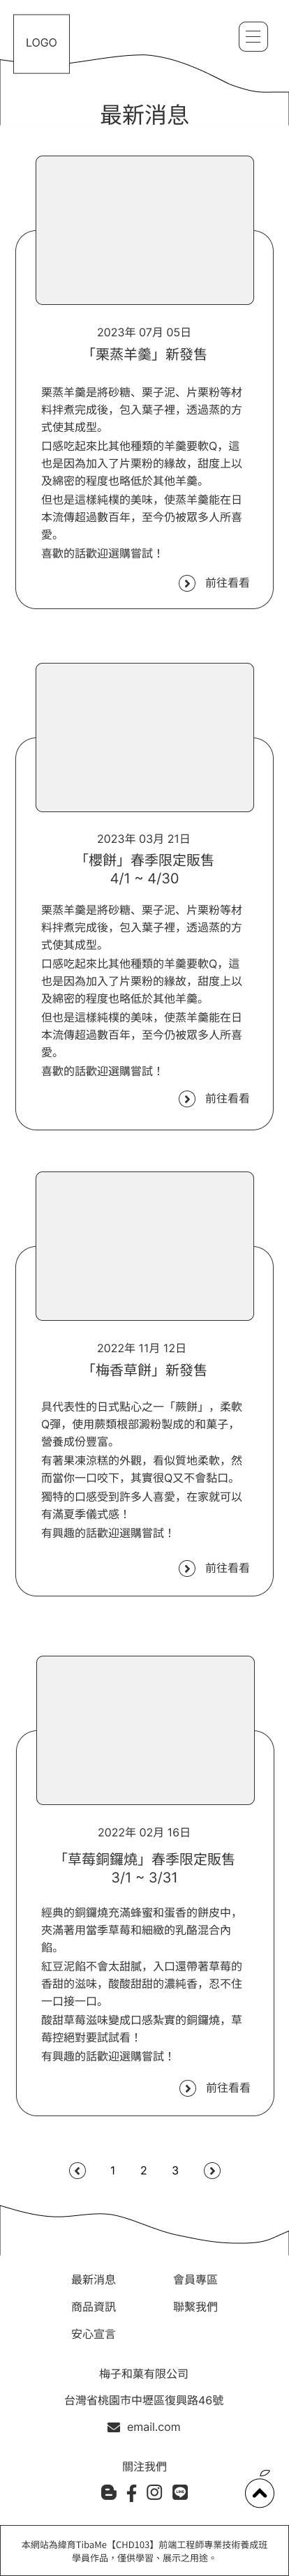 LOGO
最新消息
2023年 07月 05日
「栗蒸羊羹」新發售
栗蒸羊羹是將砂糖、栗子泥、片栗粉等材
料拌煮完成後，包入葉子裡，透過蒸的方
式使其成型。
口感吃起來比其他種類的羊羹要軟Q，這
也是因為加入了片栗粉的緣故，甜度上以
及綿密的程度也略低於其他羊羹。
但也是這樣純樸的美味，使蒸羊羹能在日
本流傳超過數百年，至今仍被眾多人所喜
愛。
喜歡的話歡迎選購嘗試！
前往看看
2023年 03月 21日
「櫻餅」春季限定販售
4/1 ~ 4/30
栗蒸羊羹是將砂糖、栗子泥、片栗粉等材
料拌煮完成後，包入葉子裡，透過蒸的方
式使其成型。
口感吃起來比其他種類的羊羹要軟Q，這
也是因為加入了片栗粉的緣故，甜度上以
及綿密的程度也略低於其他羊羹。
但也是這樣純樸的美味，使蒸羊羹能在日
本流傳超過數百年，至今仍被眾多人所喜
愛。
喜歡的話歡迎選購嘗試！
前往看看
2022年 11月 12日
「梅香草餅」新發售
具代表性的日式點心之一「蕨餅」，柔軟
Q彈，使用蕨類根部澱粉製成的和菓子，
營養成份豐富。
有著果凍涼糕的外觀，看似質地柔軟，然
而當你一口咬下，其實很Q又不會黏口。
獨特的口感受到許多人喜愛，在家就可以
有滿夏季儀式感！
有興趣的話歡迎選購嘗試！
前往看看
2022年 02月 16日
「草莓銅鑼燒」春季限定販售
3/1 ~ 3/31
經典的銅鑼燒充滿蜂蜜和蛋香的餅皮中，
夾滿著用當季草莓和細緻的乳酪混合內
餡。
紅豆泥餡不會太甜膩，入口還帶著草莓的
香甜的滋味，酸酸甜甜的濃純香，忍不住
一口接一口。
酸甜草莓滋味變成口感紮實的銅鑼燒，草
莓控絕對要試試看！
有興趣的話歡迎選購嘗試！
前往看看
1 2 3
最新消息 會員專區
商品資訊 聯繫我們
安心宣言
梅子和菓有限公司
台灣省桃園市中壢區復興路46號
email.com
關注我們
本網站為緯育TibaMe【CHD103】前端工程師專業技術養成班
學員作品，僅供學習、展示之用途。